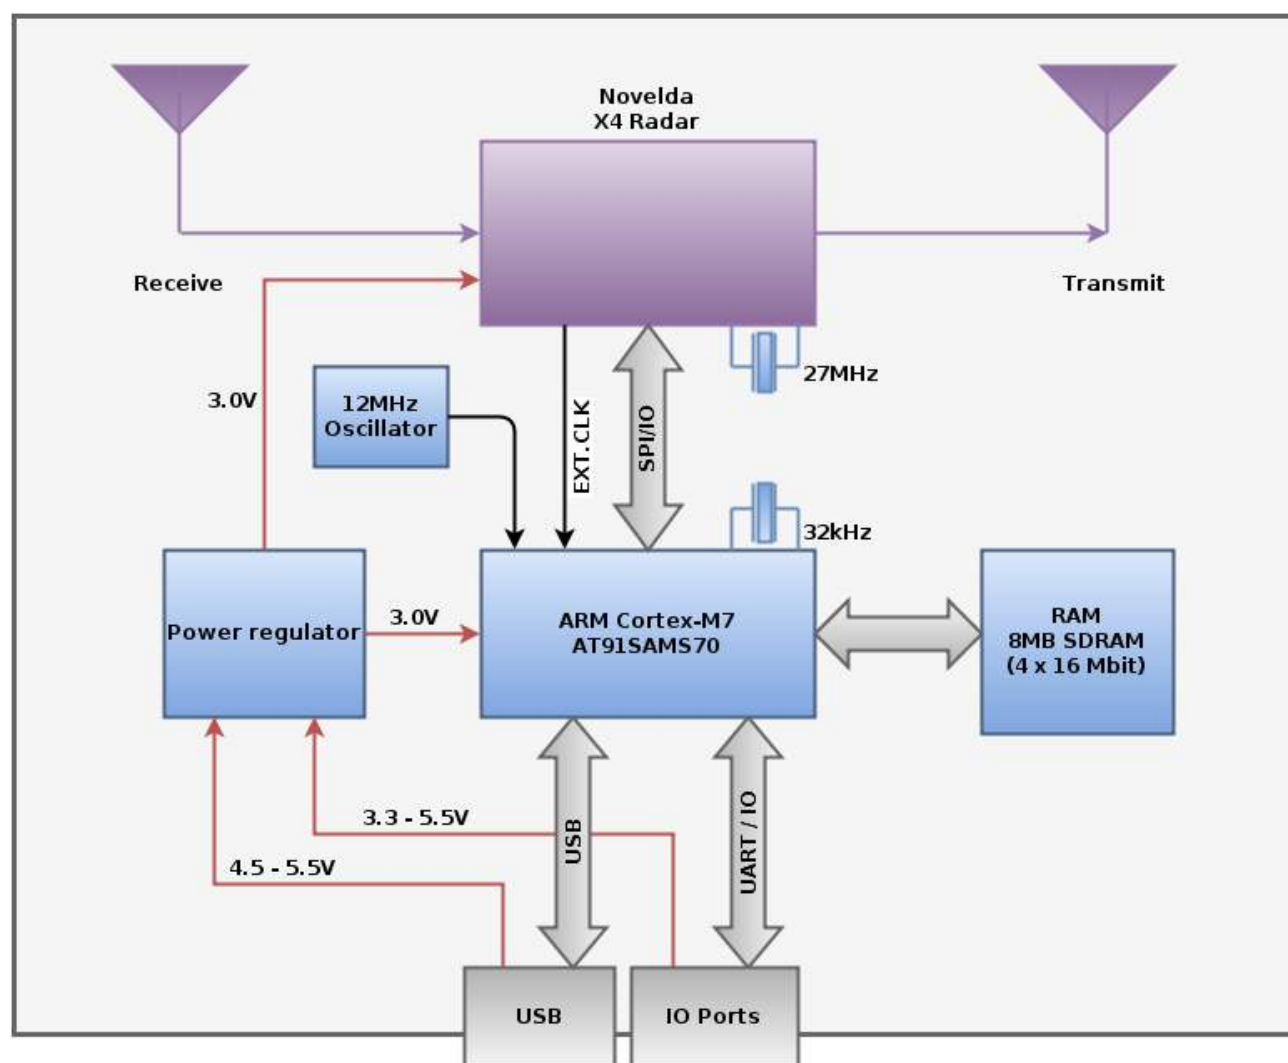 Novelda
X4 Radar
Receive
Transmit
3.0V
12MHz
Oscillator
EXT.CLK
SPI/IO
27MHz
32kHz
Power regulator
3.0V
ARM Cortex-M7
AT91SAMS70
RAM
8MB SDRAM
(4 x 16 Mbit)
3.3 - 5.5V
4.5 - 5.5V
USB
UART / IO
USB
IO Ports